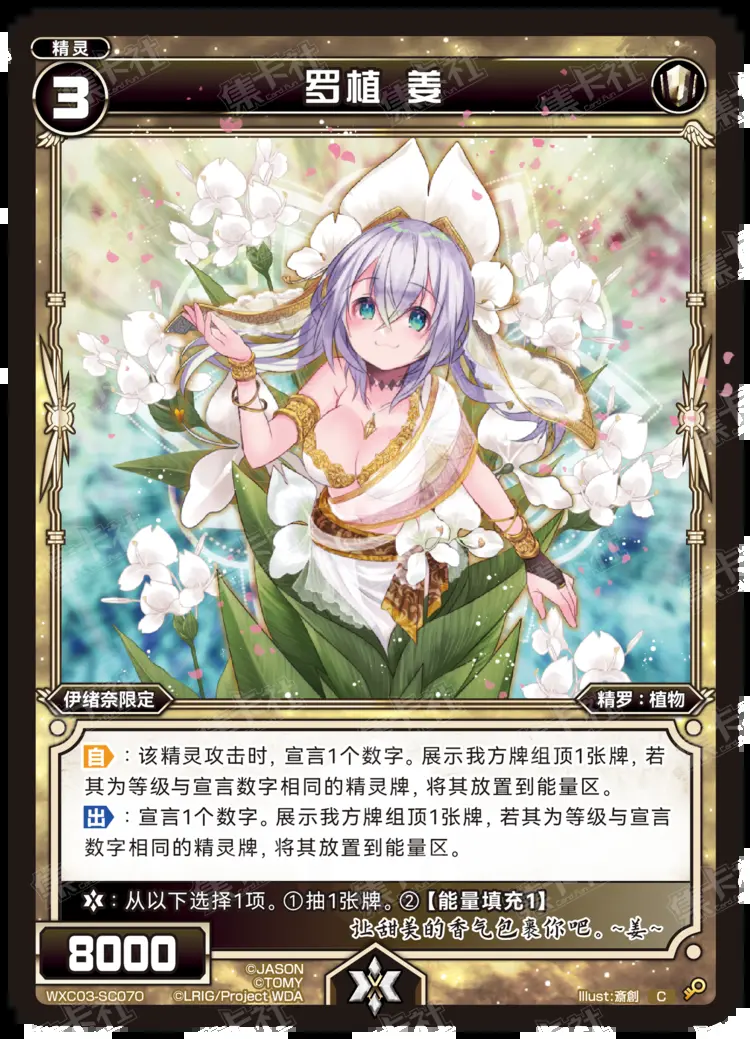 精灵
3
罗植 姜
伊绪奈限定
精罗：植物
自：该精灵攻击时，宣言1个数字。展示我方牌组顶1张牌，若
其为等级与宣言数字相同的精灵牌，将其放置到能量区。
出：宣言1个数字。展示我方牌组顶1张牌，若其为等级与宣言
数字相同的精灵牌，将其放置到能量区。
：从以下选择1项。①抽1张牌。②【能量填充1】
让甜美的香气包裹你吧。~姜~
8000
©JASON
©TOMY
WXC03-SC070 ©LRIG/Project WDA
Illust:斎創 C
集卡社